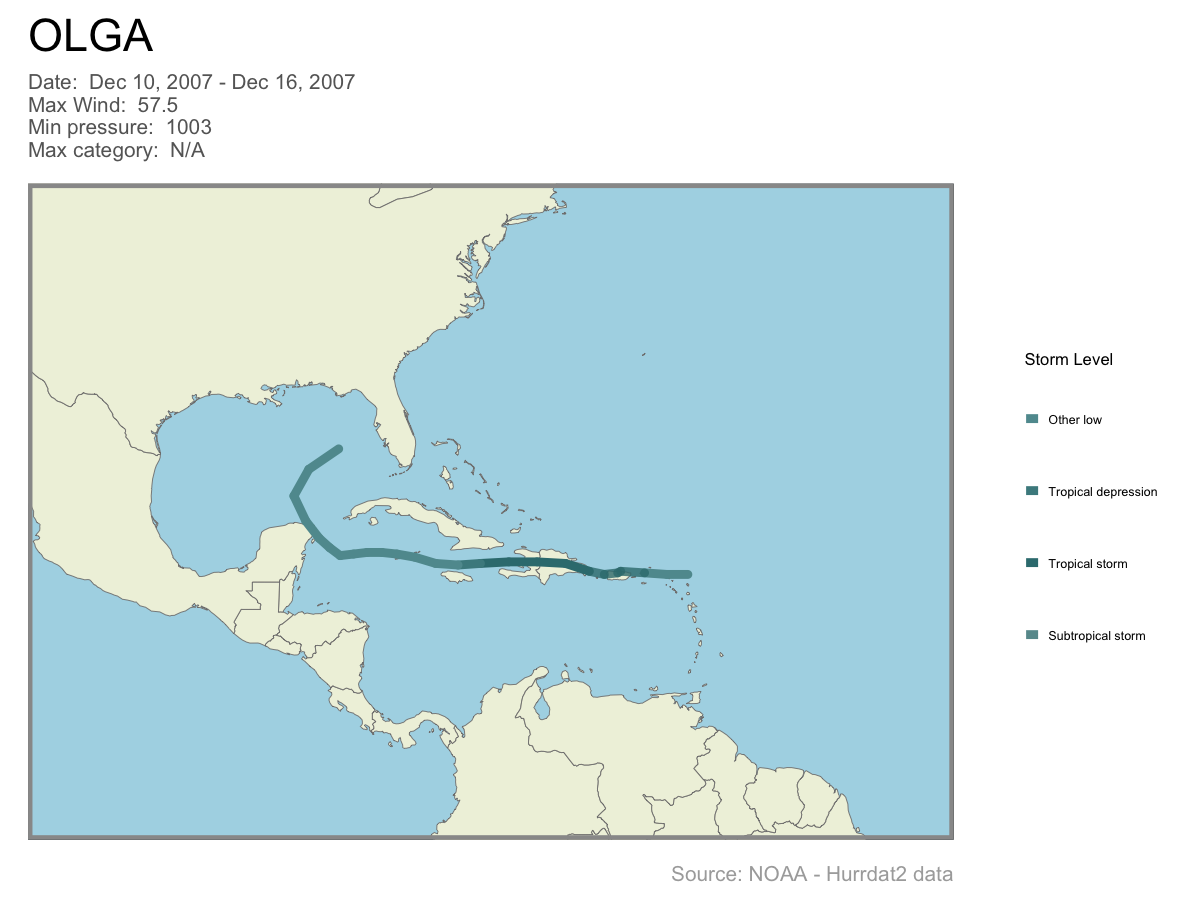 OLGA
Date:  Dec 10, 2007 - Dec 16, 2007
Max Wind:  57.5
Min pressure:  1003
Max category:  N/A
Storm Level
Other low
Tropical depression
Tropical storm
Subtropical storm
Source: NOAA - Hurrdat2 data